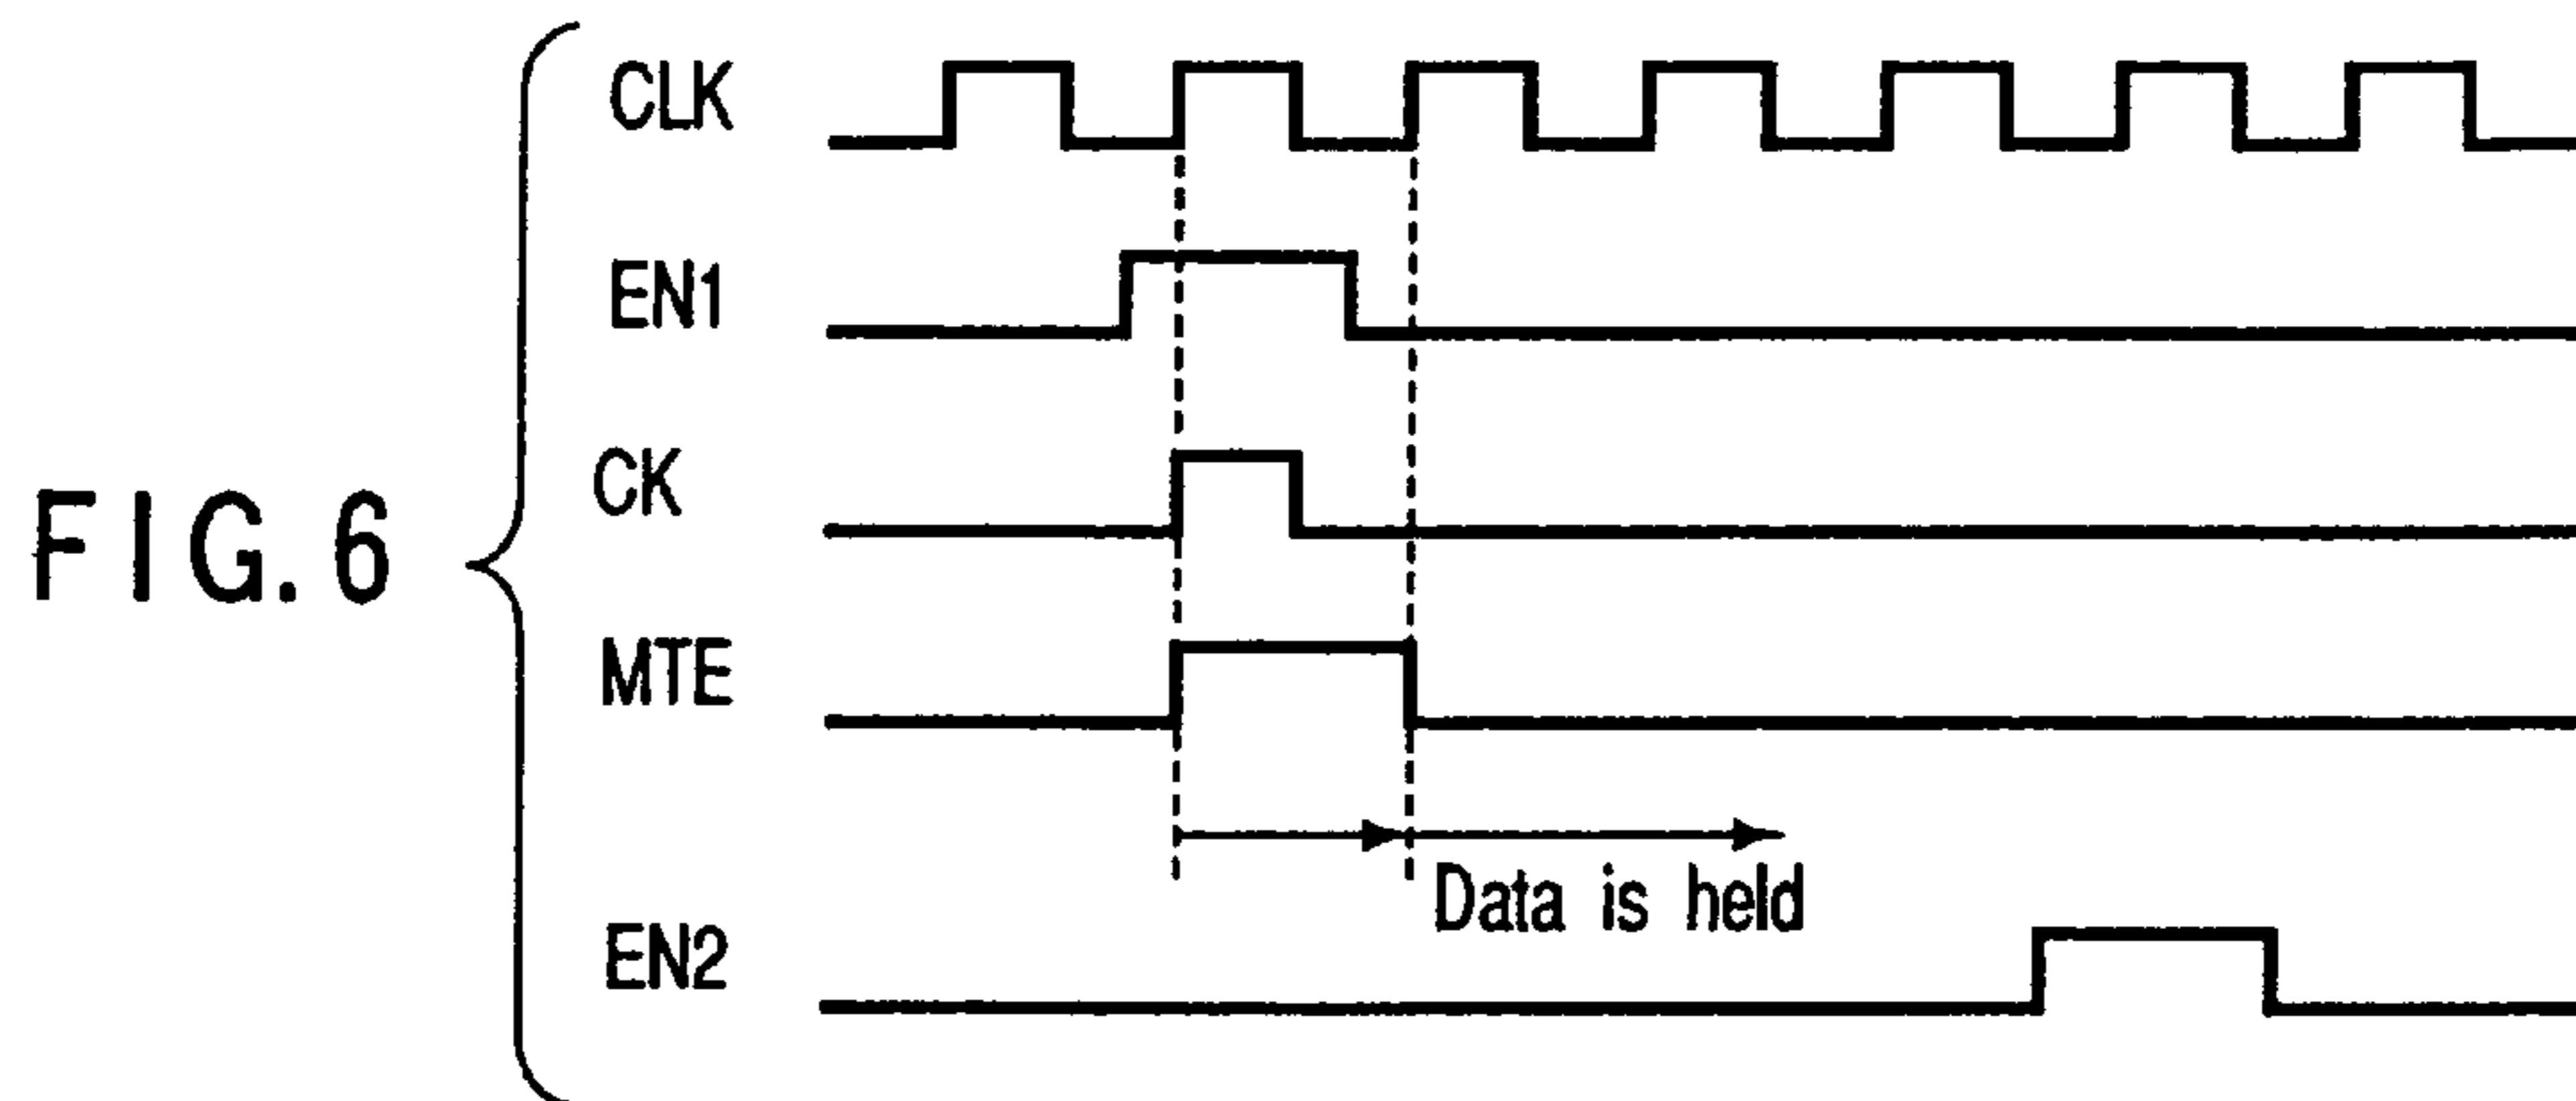 CLK
EN1
CK
FIG. 6
MTE
Data is held
EN2